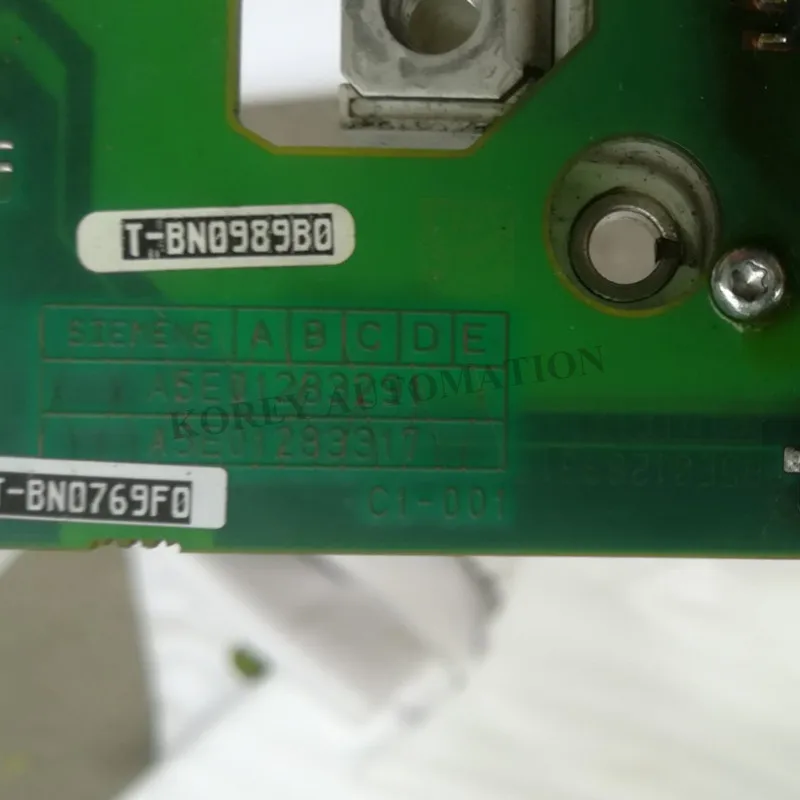 T-BN0989B0
SIEMENS A B C D E
A5E01283291
KOREY AUTOMATION
A5E01283317
T-BN0769F0
C1-001